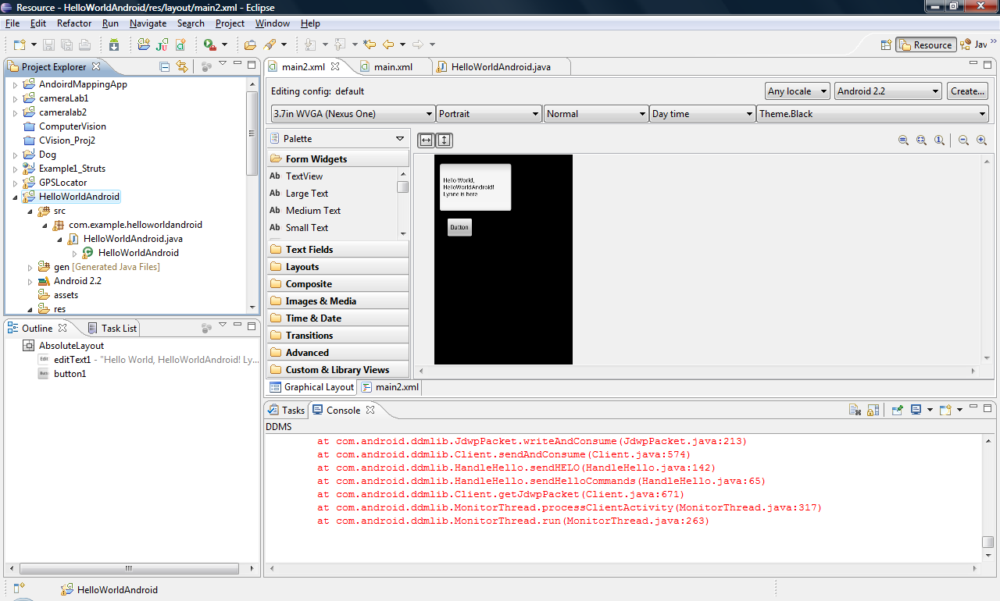 Resource - HelloWorldAndroid/res/layout/main2.xml - Eclipse
File Edit Refactor Run Navigate Search Project Window Help
Resource Jav
Project Explorer
AndoirdMappingApp
cameraLab1
cameralab2
ComputerVision
CVision_Proj2
Dog
Example1_Struts
GPSLocator
HelloWorldAndroid
src
com.example.helloworldandroid
HelloWorldAndroid.java
HelloWorldAndroid
gen [Generated Java Files]
Android 2.2
assets
res
Outline Task List
AbsoluteLayout
editText1 - "Hello World, HelloWorldAndroid! Ly...
button1
main2.xml main.xml HelloWorldAndroid.java
Editing config: default Any locale Android 2.2 Create...
3.7in WVGA (Nexus One) Portrait Normal Day time Theme.Black
Palette
Form Widgets
Ab TextView
Ab Large Text
Ab Medium Text
Ab Small Text
Text Fields
Layouts
Composite
Images & Media
Time & Date
Transitions
Advanced
Custom & Library Views
Hello World,
HelloWorldAndroid!
Lynne is here
Button
Graphical Layout main2.xml
Tasks Console
DDMS
at com.android.ddmlib.JdwpPacket.writeAndConsume(JdwpPacket.java:213)
at com.android.ddmlib.Client.sendAndConsume(Client.java:574)
at com.android.ddmlib.HandleHello.sendHELO(HandleHello.java:142)
at com.android.ddmlib.HandleHello.sendHelloCommands(HandleHello.java:65)
at com.android.ddmlib.Client.getJdwpPacket(Client.java:671)
at com.android.ddmlib.MonitorThread.processClientActivity(MonitorThread.java:317)
at com.android.ddmlib.MonitorThread.run(MonitorThread.java:263)
HelloWorldAndroid